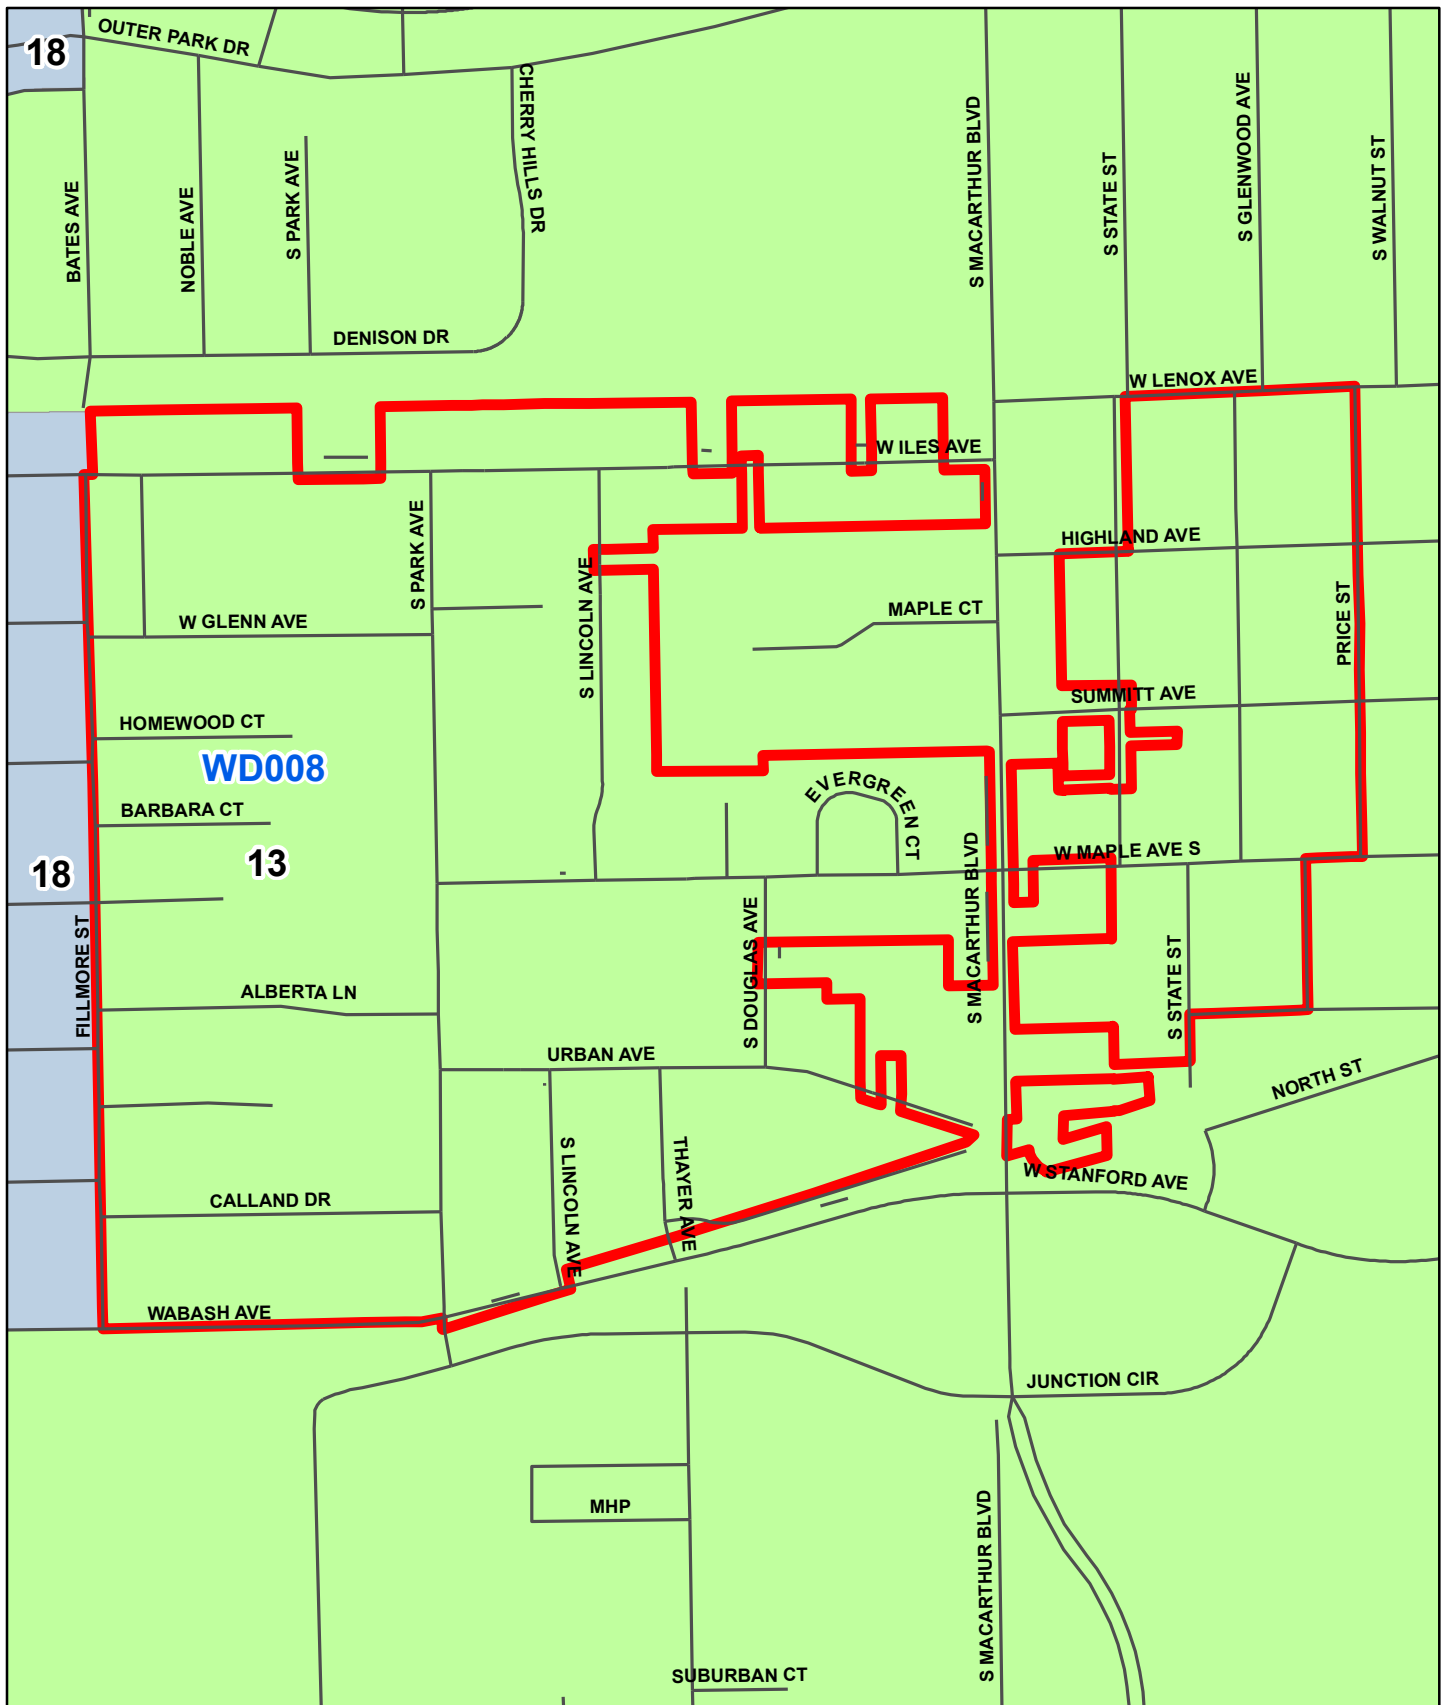 OUTER PARK DR
18
CHERRY HILLS DR
S MACARTHUR BLVD
S STATE ST
S GLENWOOD AVE
S WALNUT ST
BATES AVE
NOBLE AVE
S PARK AVE
DENISON DR
W LENOX AVE
W ILES AVE
HIGHLAND AVE
S PARK AVE
S LINCOLN AVE
MAPLE CT
PRICE ST
W GLENN AVE
SUMMITT AVE
HOMEWOOD CT
WD008
EVERGREEN CT
BARBARA CT
W MAPLE AVE S
13
18
S MACARTHUR BLVD
S DOUGLAS AVE
S STATE ST
FILLMORE ST
ALBERTA LN
URBAN AVE
NORTH ST
S LINCOLN AVE
THAYER AVE
W STANFORD AVE
CALLAND DR
WABASH AVE
JUNCTION CIR
MHP
S MACARTHUR BLVD
SUBURBAN CT